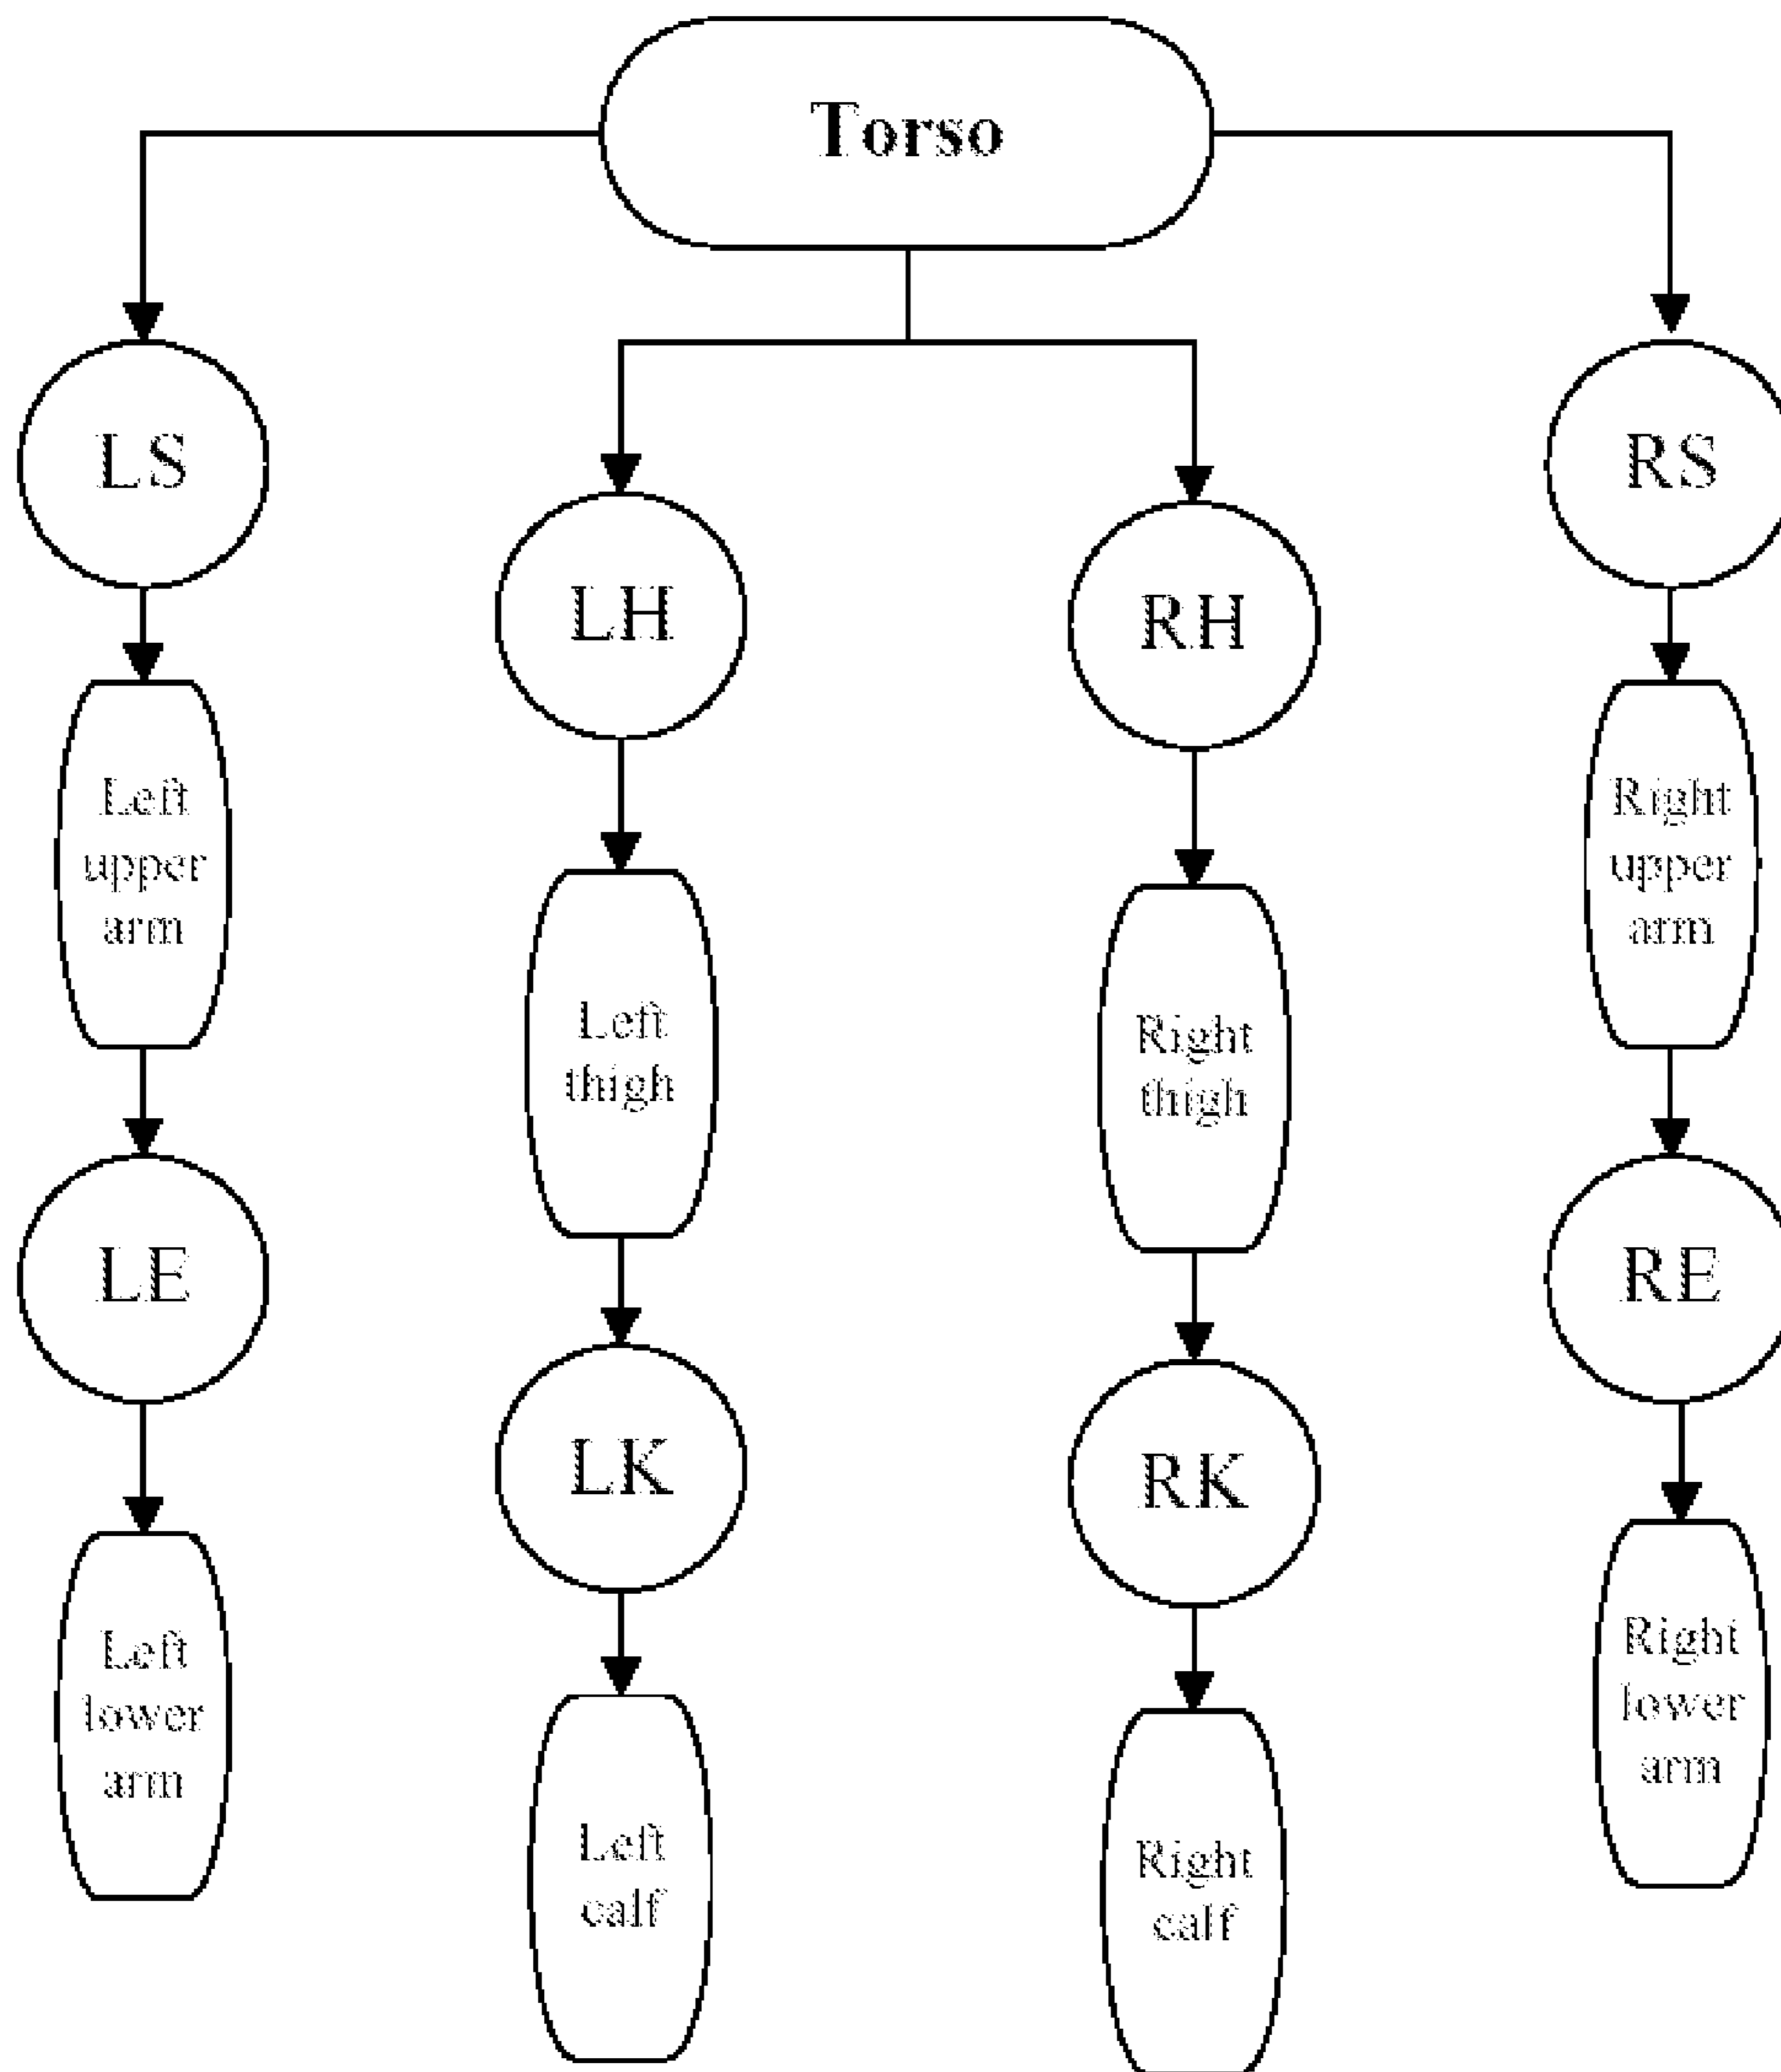 Torso
LS
RS
LH
RH
Left
upper
arm
Right
upper
arm
Left
thigh
Right
thigh
LE
RE
LK
RK
Left
lower
arm
Right
lower
arm
Left
calf
Right
calf